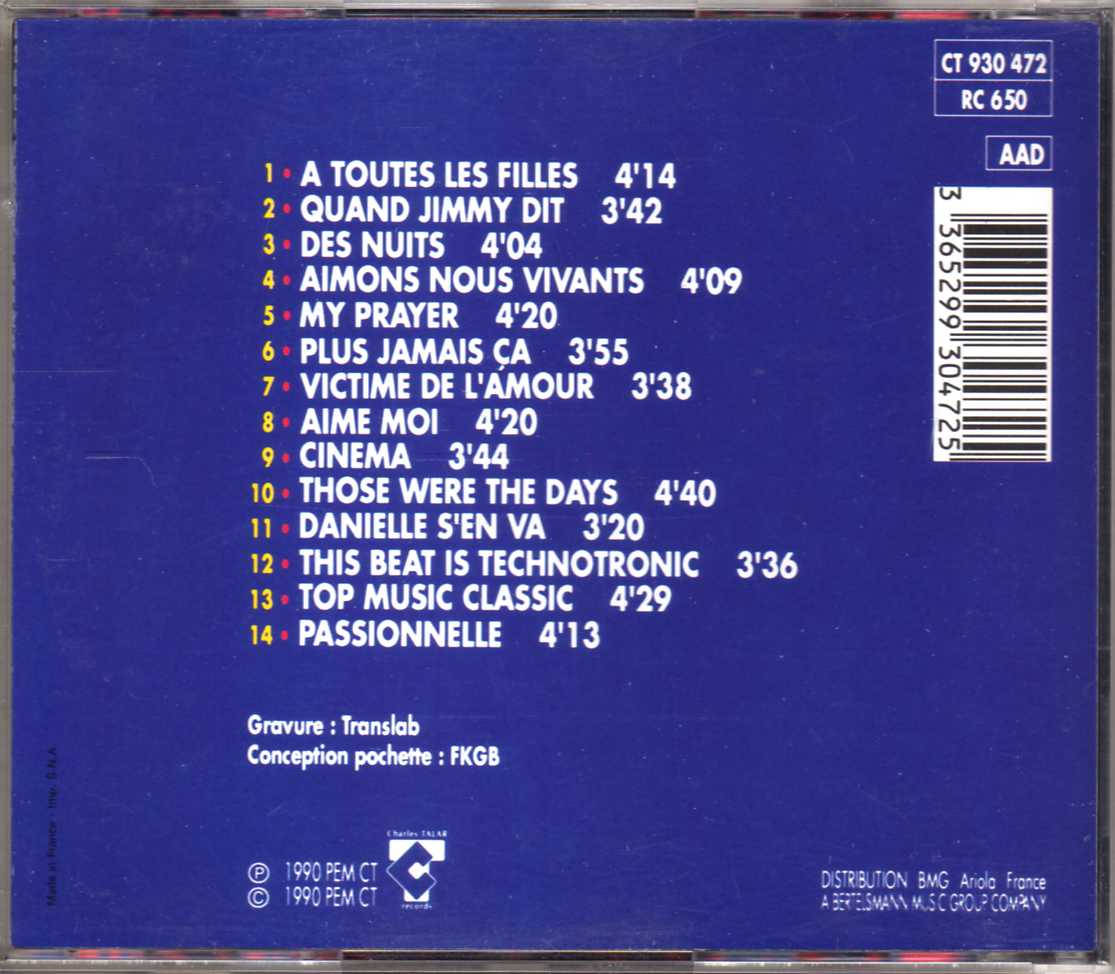 CT 930 472
RC 650
AAD
3 365299 304725
1 • A TOUTES LES FILLES 4'14
2 • QUAND JIMMY DIT 3'42
3 • DES NUITS 4'04
4 • AIMONS NOUS VIVANTS 4'09
5 • MY PRAYER 4'20
6 • PLUS JAMAIS ÇA 3'55
7 • VICTIME DE L'AMOUR 3'38
8 • AIME MOI 4'20
9 • CINEMA 3'44
10 • THOSE WERE THE DAYS 4'40
11 • DANIELLE S'EN VA 3'20
12 • THIS BEAT IS TECHNOTRONIC 3'36
13 • TOP MUSIC CLASSIC 4'29
14 • PASSIONNELLE 4'13
Gravure : Translab
Conception pochette : FKGB
Made in France - Imp. S.N.A
Charles TALAR
records
℗ 1990 PEM CT
© 1990 PEM CT
DISTRIBUTION BMG Ariola France
A BERTELSMANN MUSIC GROUP COMPANY